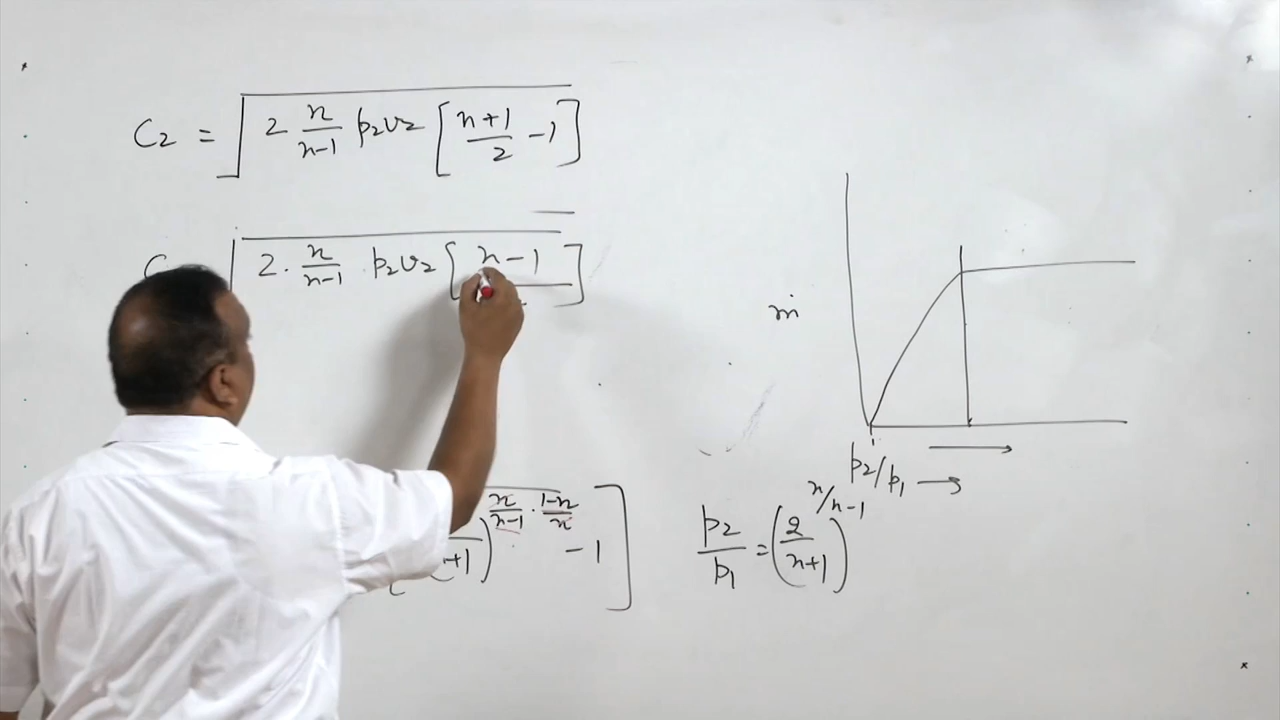 C₂ = √(2 n/(n-1) p₂v₂ [(n+1)/2 - 1])
2 · n/(n-1) · p₂v₂ [n-1
ṁ
p₂/p₁ →
n/(n-1) · (1-n)/n - 1]
n+1)
p₂/p₁ = (2/(n+1))^(n/n-1)